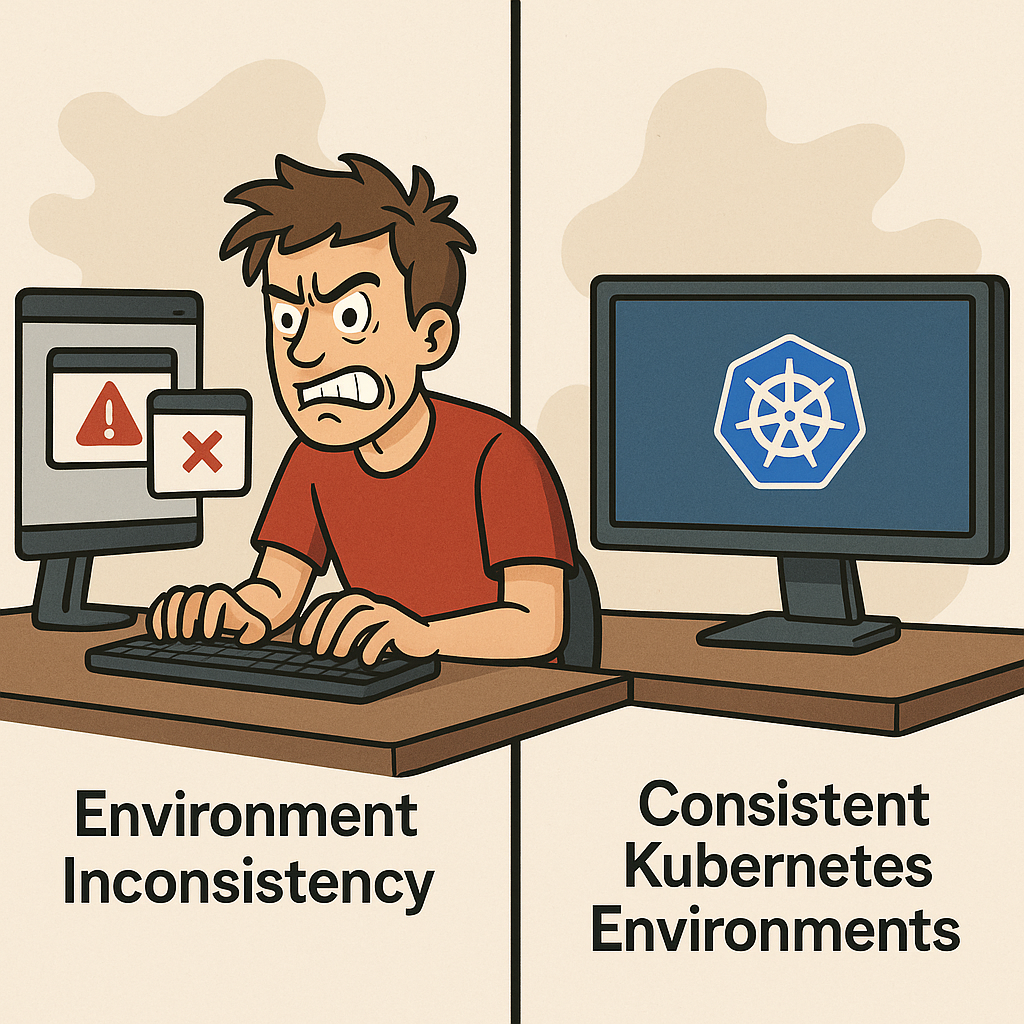 Environment
Inconsistency
Consistent
Kubernetes
Environments